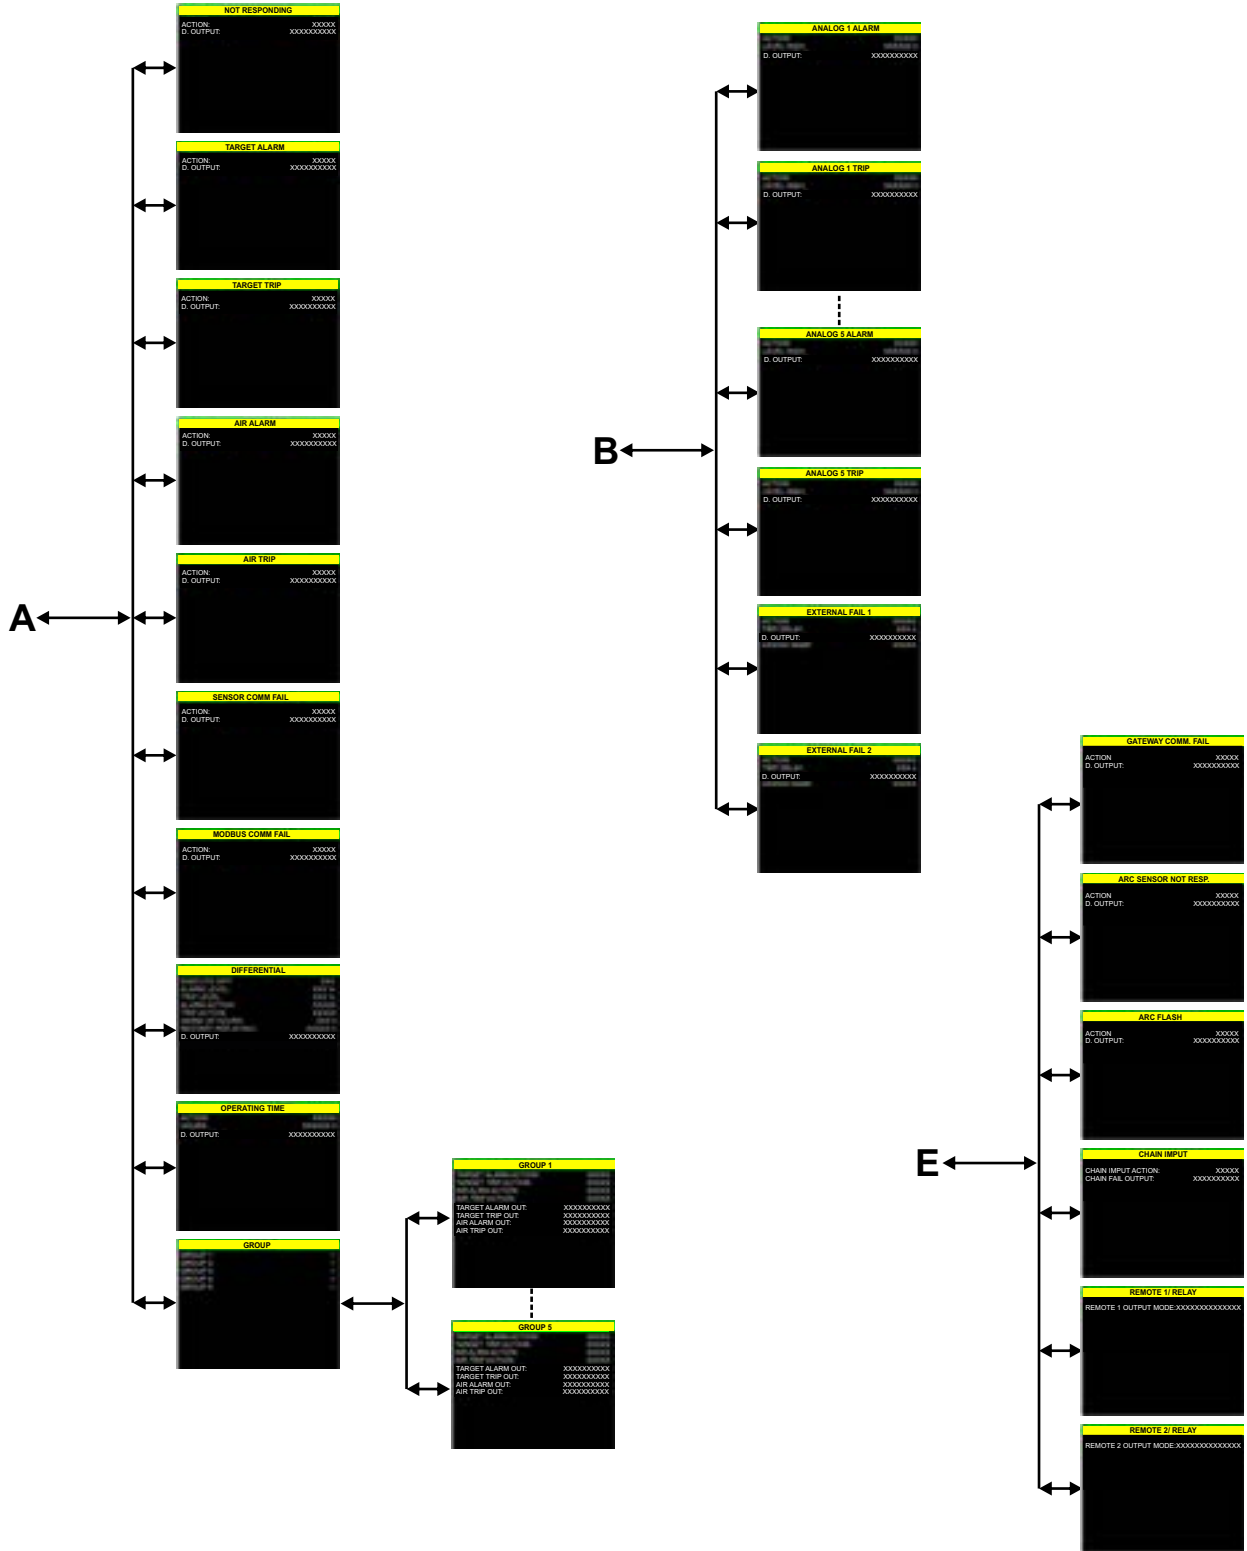 NOT RESPONDING
ACTION: XXXXX
D. OUTPUT: XXXXXXXXXX
TARGET ALARM
ACTION: XXXXX
D. OUTPUT: XXXXXXXXXX
TARGET TRIP
ACTION: XXXXX
D. OUTPUT: XXXXXXXXXX
AIR ALARM
ACTION: XXXXX
D. OUTPUT: XXXXXXXXXX
AIR TRIP
ACTION: XXXXX
D. OUTPUT: XXXXXXXXXX
A
SENSOR COMM FAIL
ACTION: XXXXX
D. OUTPUT: XXXXXXXXXX
MODBUS COMM FAIL
ACTION: XXXXX
D. OUTPUT: XXXXXXXXXX
DIFFERENTIAL
D. OUTPUT: XXXXXXXXXX
OPERATING TIME
D. OUTPUT: XXXXXXXXXX
GROUP
GROUP 1
TARGET ALARM OUT: XXXXXXXXXX
TARGET TRIP OUT: XXXXXXXXXX
AIR ALARM OUT: XXXXXXXXXX
AIR TRIP OUT: XXXXXXXXXX
GROUP 5
TARGET ALARM OUT: XXXXXXXXXX
TARGET TRIP OUT: XXXXXXXXXX
AIR ALARM OUT: XXXXXXXXXX
AIR TRIP OUT: XXXXXXXXXX
ANALOG 1 ALARM
D. OUTPUT: XXXXXXXXXX
ANALOG 1 TRIP
D. OUTPUT: XXXXXXXXXX
ANALOG 5 ALARM
D. OUTPUT: XXXXXXXXXX
B
ANALOG 5 TRIP
D. OUTPUT: XXXXXXXXXX
EXTERNAL FAIL 1
D. OUTPUT: XXXXXXXXXX
EXTERNAL FAIL 2
D. OUTPUT: XXXXXXXXXX
GATEWAY COMM. FAIL
ACTION XXXXX
D. OUTPUT: XXXXXXXXXX
ARC SENSOR NOT RESP.
ACTION XXXXX
D. OUTPUT: XXXXXXXXXX
ARC FLASH
ACTION XXXXX
D. OUTPUT: XXXXXXXXXX
E
CHAIN IMPUT
CHAIN IMPUT ACTION: XXXXX
CHAIN FAIL OUTPUT: XXXXXXXXXX
REMOTE 1/ RELAY
REMOTE 1 OUTPUT MODE:XXXXXXXXXXXXXX
REMOTE 2/ RELAY
REMOTE 2 OUTPUT MODE:XXXXXXXXXXXXXX